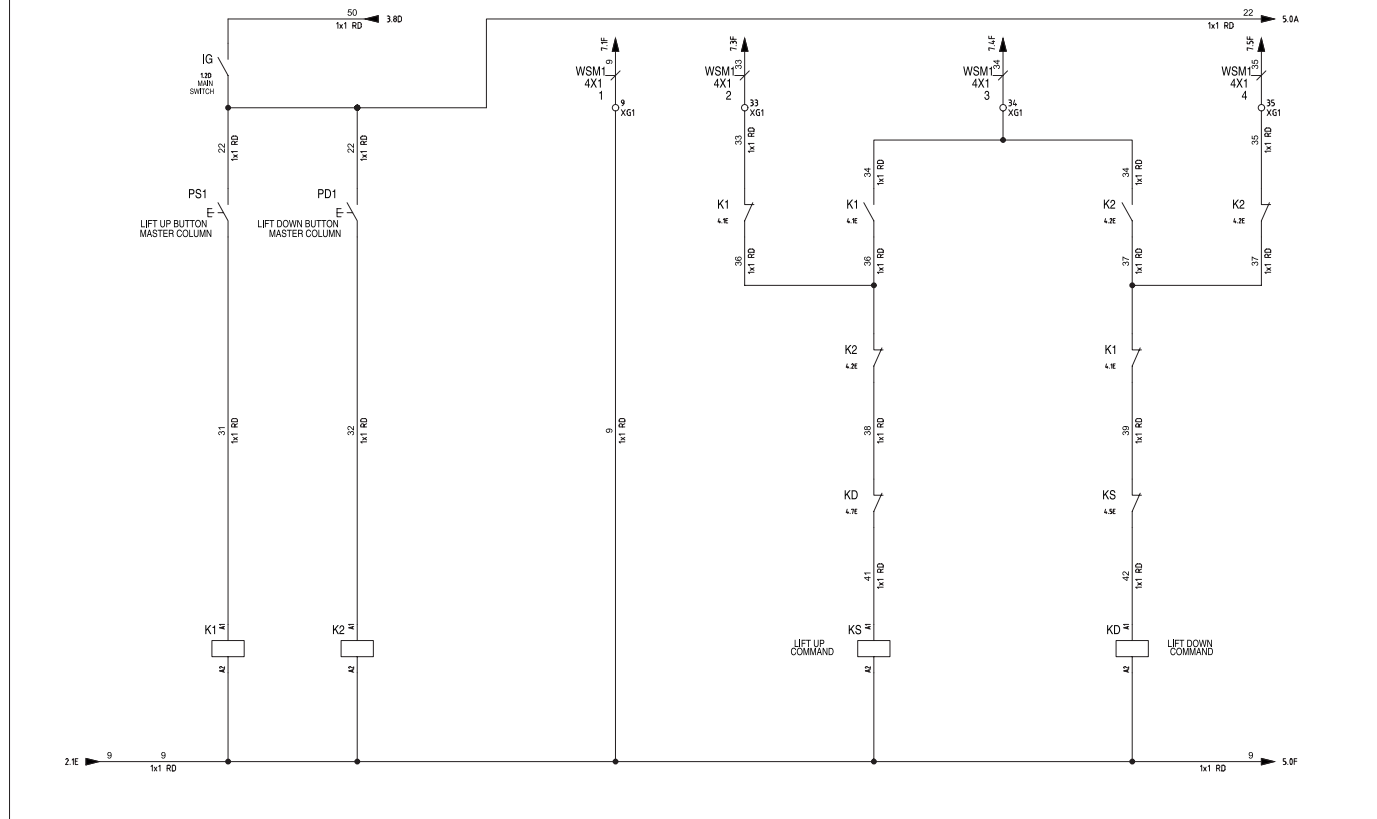 50
3.8D
1x1 RD
22
5.0A
1x1 RD
IG
1.2D
MAIN
SWITCH
7.1F
9
WSM1
4X1
1
9
XG1
7.3F
33
WSM1
4X1
2
33
XG1
7.4F
34
WSM1
4X1
3
34
XG1
7.5F
35
WSM1
4X1
4
35
XG1
22
1x1 RD
22
1x1 RD
33
1x1 RD
34
1x1 RD
34
1x1 RD
35
1x1 RD
PS1
LIFT UP BUTTON
MASTER COLUMN
PD1
LIFT DOWN BUTTON
MASTER COLUMN
K1
4.1E
K1
4.1E
K2
4.2E
K2
4.2E
36
1x1 RD
36
1x1 RD
37
1x1 RD
37
1x1 RD
K2
4.2E
K1
4.1E
31
1x1 RD
32
1x1 RD
9
1x1 RD
38
1x1 RD
39
1x1 RD
KD
4.7E
KS
4.5E
41
1x1 RD
42
1x1 RD
K1
A1
A2
K2
A1
A2
LIFT UP
COMMAND
KS
A1
A2
KD
A1
A2
LIFT DOWN
COMMAND
2.1E
9
9
1x1 RD
9
1x1 RD
5.0F